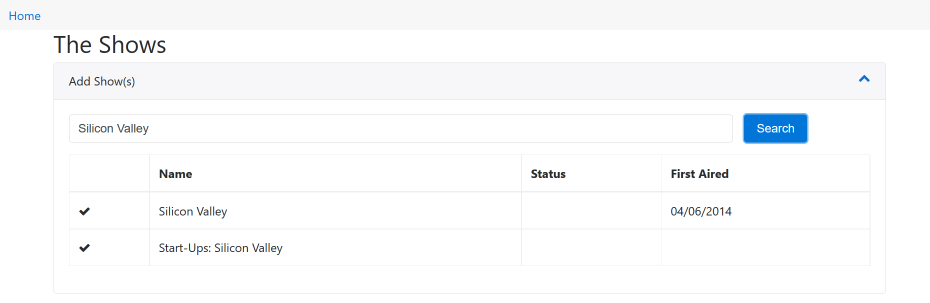 Home
The Shows
Add Show(s)
Silicon Valley Search
Name Status First Aired
Silicon Valley 04/06/2014
Start-Ups: Silicon Valley